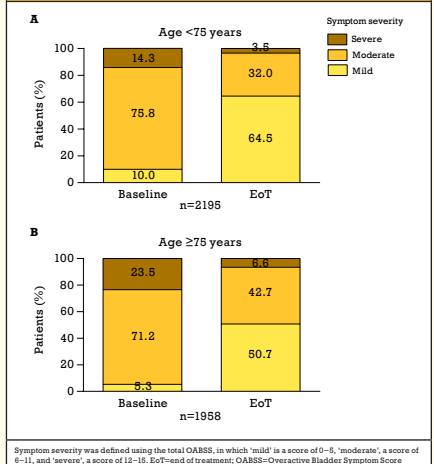 A
Age <75 years
Symptom severity
Severe
Moderate
Mild
Patients (%)
100
80
60
40
20
0
14.3
75.8
10.0
3.5
32.0
64.5
Baseline
EoT
n=2195
B
Age ≥75 years
Patients (%)
100
80
60
40
20
0
23.5
71.2
5.3
6.6
42.7
50.7
Baseline
EoT
n=1958
Symptom severity was defined using the total OABSS, in which 'mild' is a score of 0–5, 'moderate', a score of
6–11, and 'severe', a score of 12–15. EoT=end of treatment; OABSS=Overactive Bladder Symptom Score